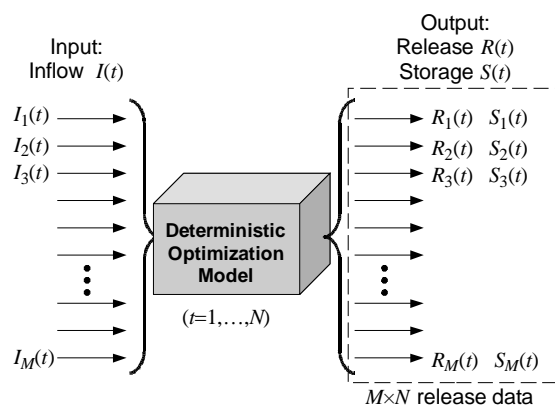 Input:
Inflow I(t)
Output:
Release R(t)
Storage S(t)
I1(t)
I2(t)
I3(t)
IM(t)
Deterministic
Optimization
Model
(t=1,…,N)
R1(t) S1(t)
R2(t) S2(t)
R3(t) S3(t)
RM(t) SM(t)
M×N release data